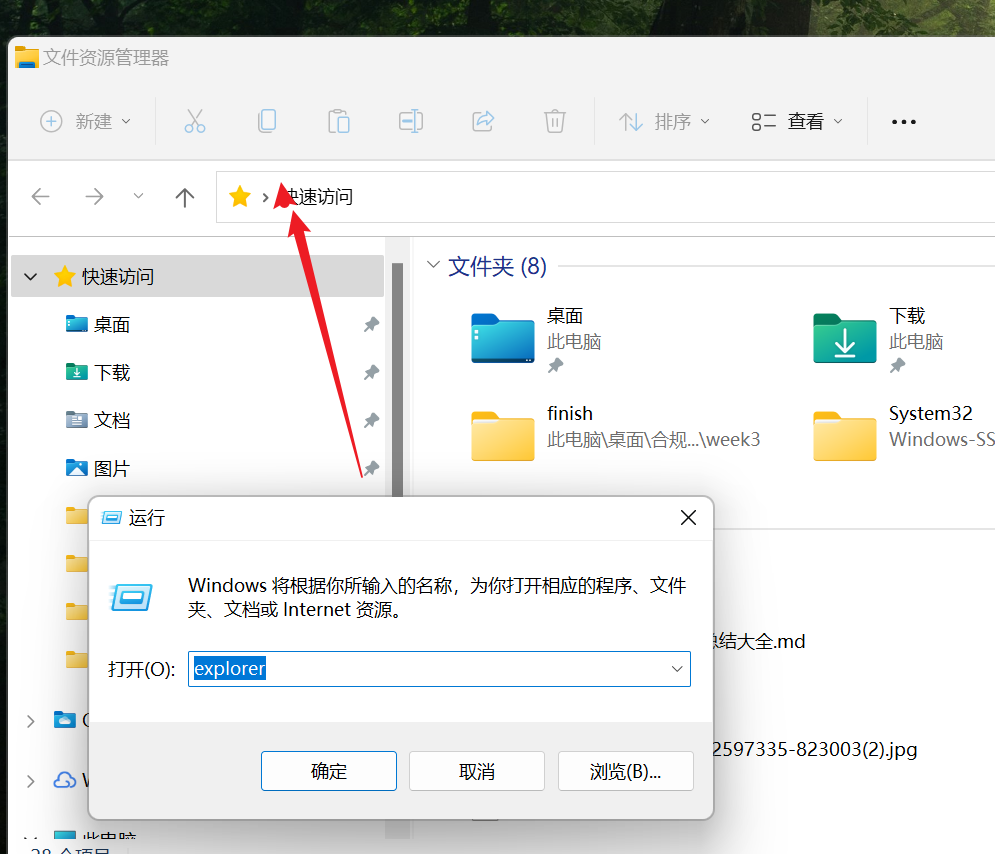 文件资源管理器
新建
排序
查看
快速访问
快速访问
桌面
下载
文档
图片
文件夹 (8)
桌面
此电脑
下载
此电脑
finish
此电脑\桌面\合规...\week3
System32
Windows-SS
运行
Windows 将根据你所输入的名称，为你打开相应的程序、文件
夹、文档或 Internet 资源。
打开(O):
explorer
确定
取消
浏览(B)...
结大全.md
2597335-823003(2).jpg
此电脑